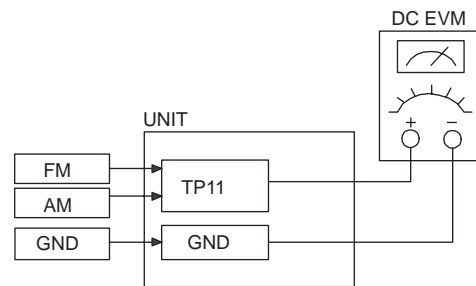 DC EVM
+ −
UNIT
FM
TP11
AM
GND
GND